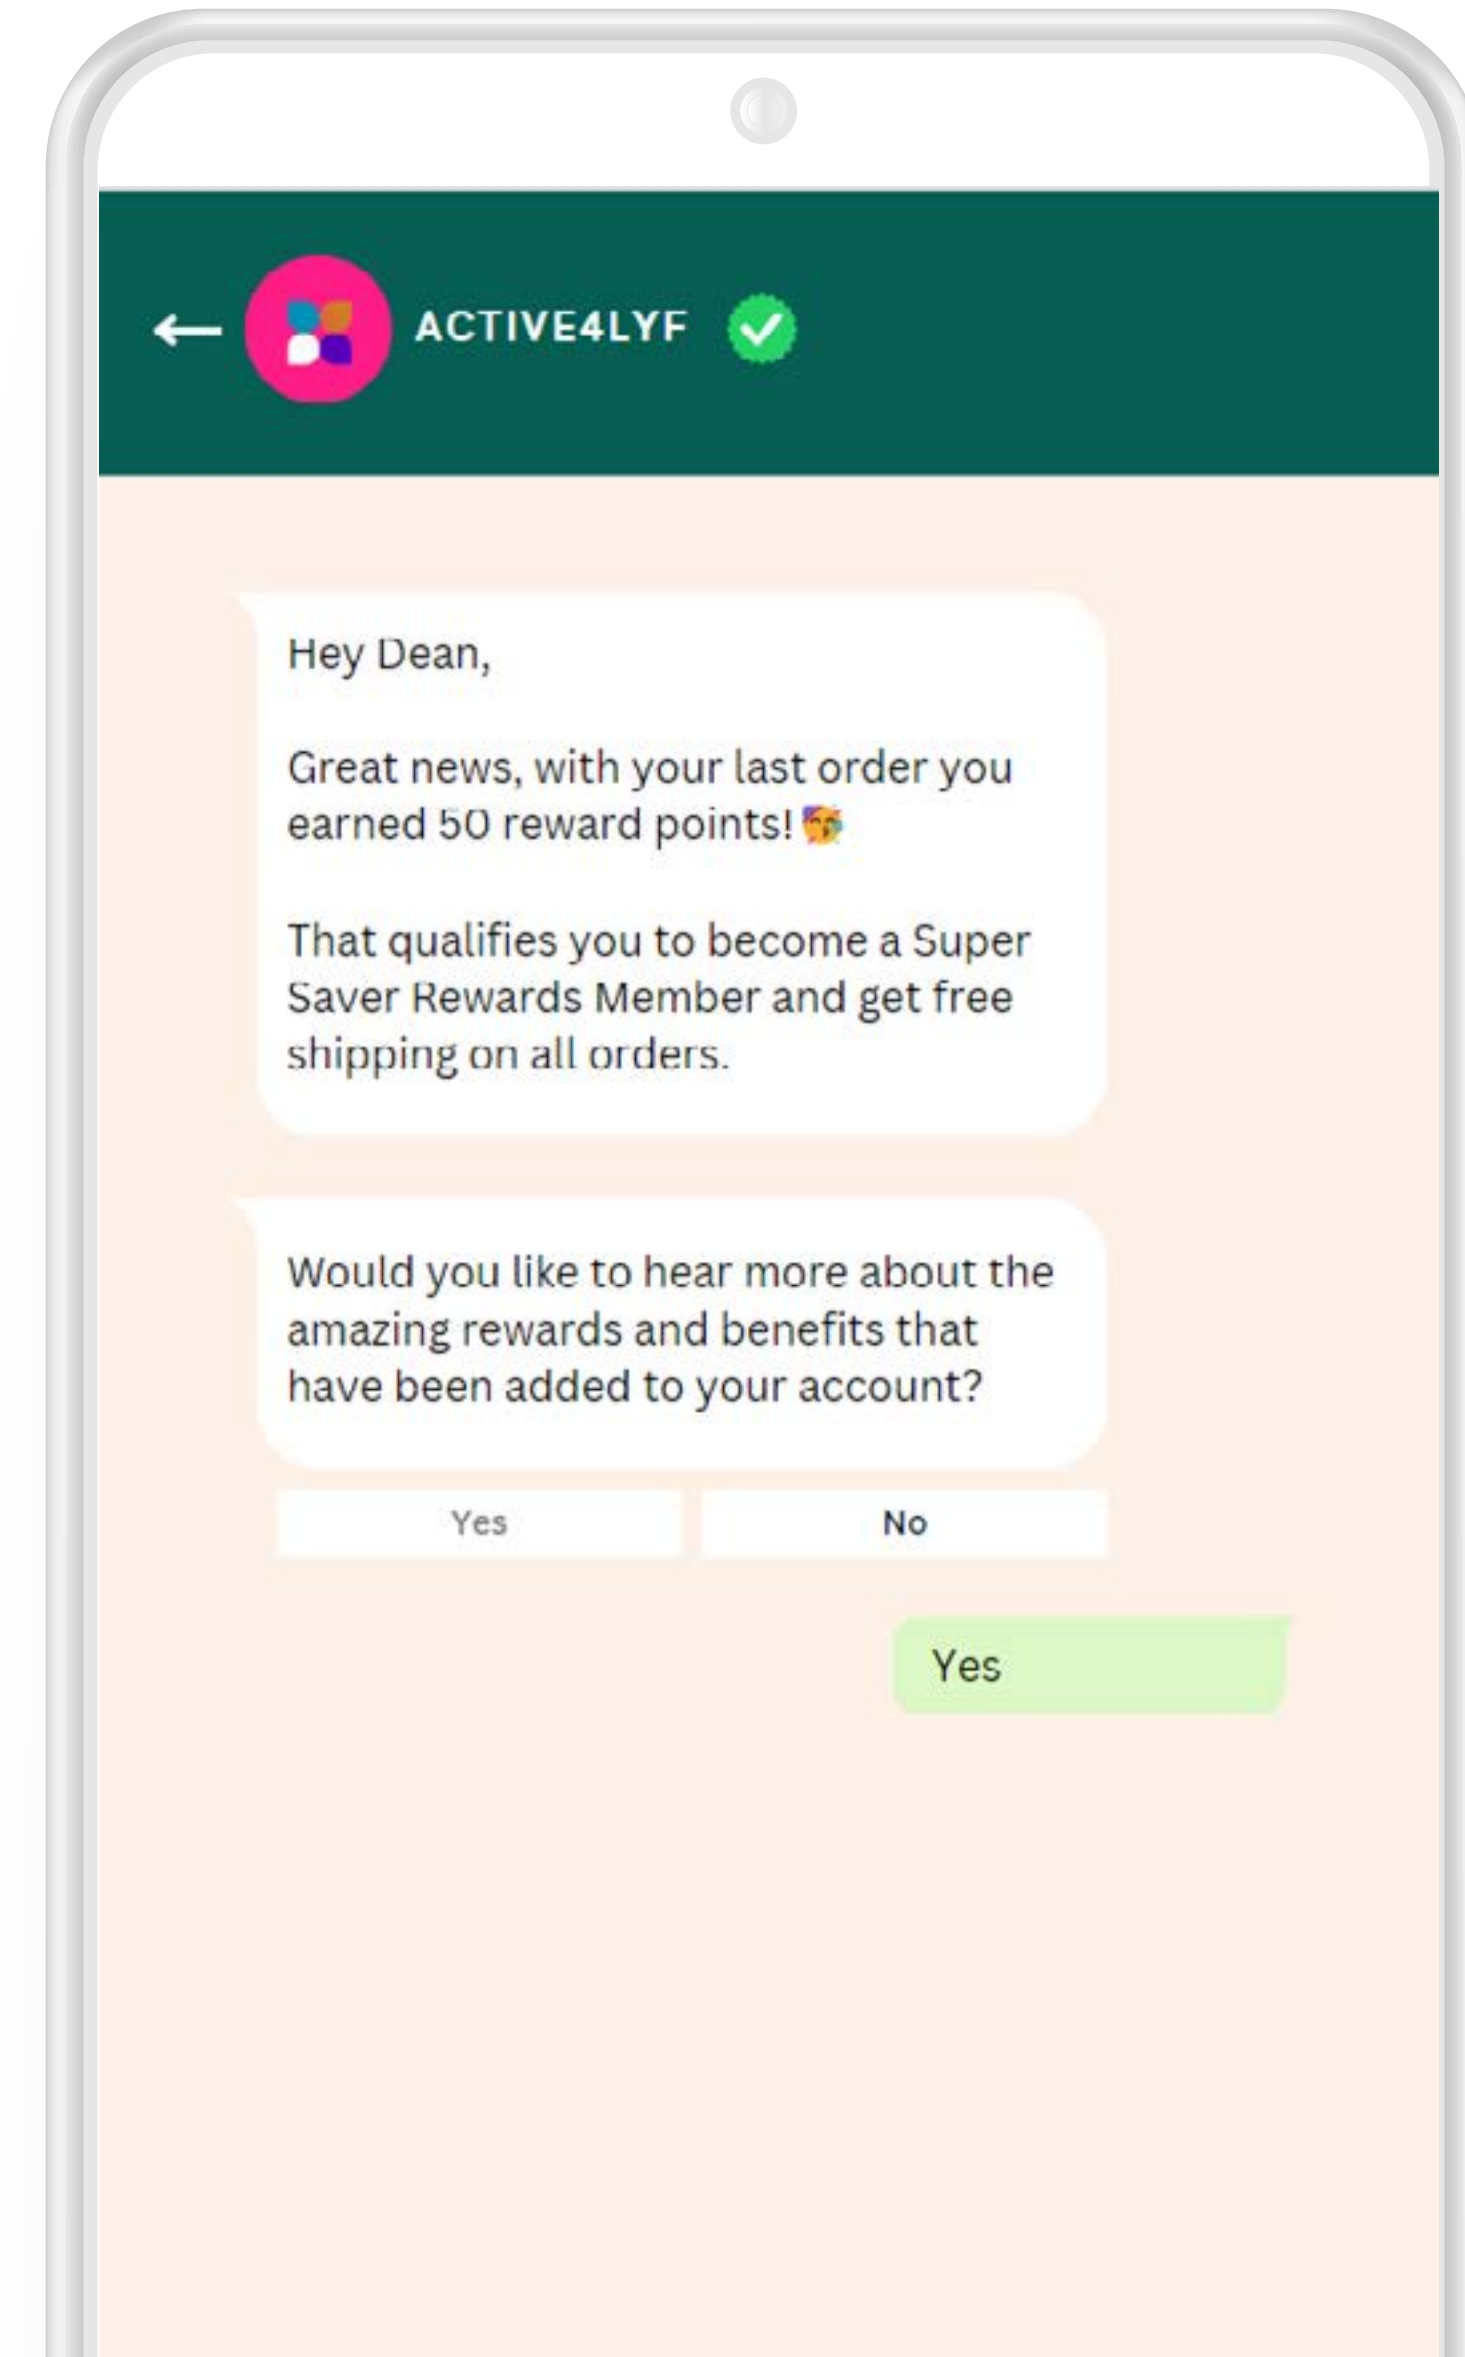 ACTIVE4LYF
Hey Dean,
Great news, with your last order you
earned 50 reward points!🥳
That qualifies you to become a Super
Saver Rewards Member and get free
shipping on all orders.
Would you like to hear more about the
amazing rewards and benefits that
have been added to your account?
Yes No
Yes